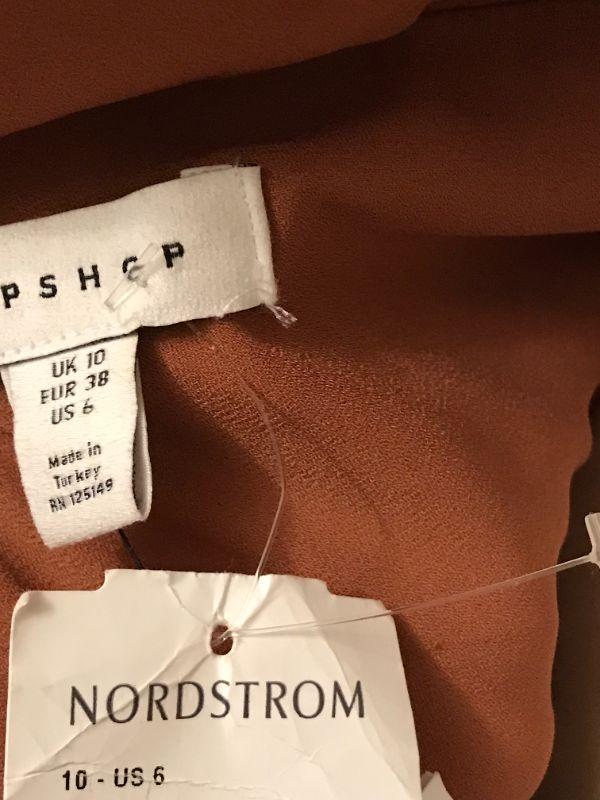 PSHOP
UK 10
EUR 38
US 6
Made in
Turkey
RN 125149
NORDSTROM
10 - US 6